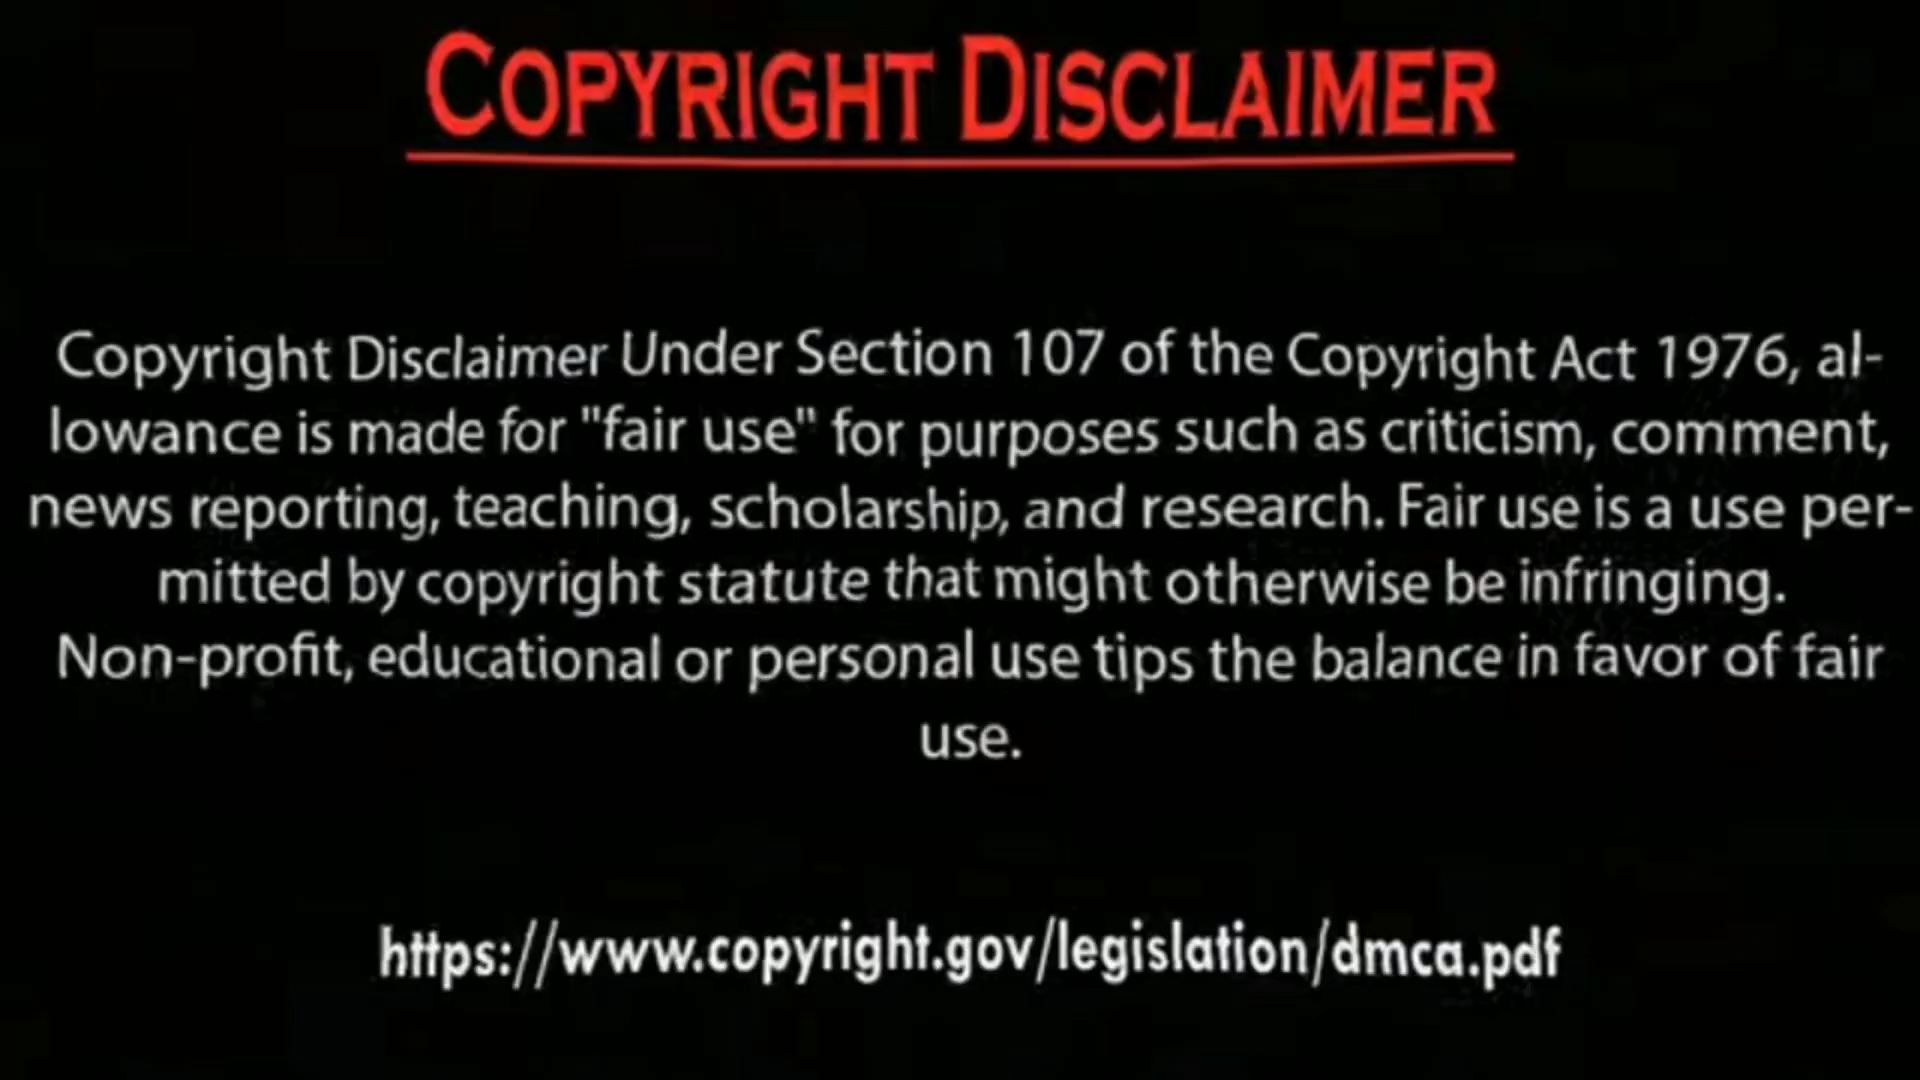 COPYRIGHT DISCLAIMER
Copyright Disclaimer Under Section 107 of the Copyright Act 1976, al-
lowance is made for "fair use" for purposes such as criticism, comment,
news reporting, teaching, scholarship, and research. Fair use is a use per-
mitted by copyright statute that might otherwise be infringing.
Non-profit, educational or personal use tips the balance in favor of fair
use.
https://www.copyright.gov/legislation/dmca.pdf